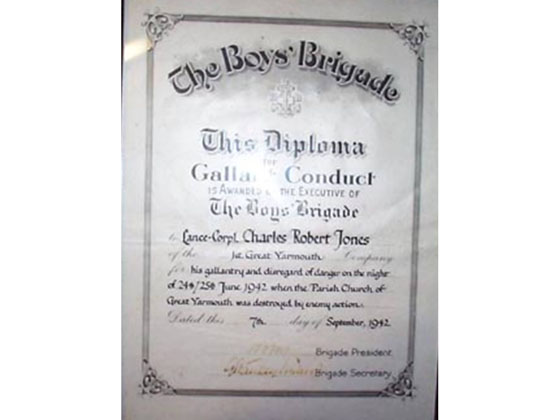 The Boys' Brigade
This Diploma
FOR
Gallant Conduct
IS AWARDED BY THE EXECUTIVE OF
The Boys' Brigade
to Lance-Corpl. Charles Robert Jones
of the 1st. Great Yarmouth Company
for his gallantry and disregard of danger on the night
of 24th/25th June 1942 when the Parish Church of
Great Yarmouth was destroyed by enemy action.
Dated this 7th. day of September, 1942.
Brigade President.
Brigade Secretary.